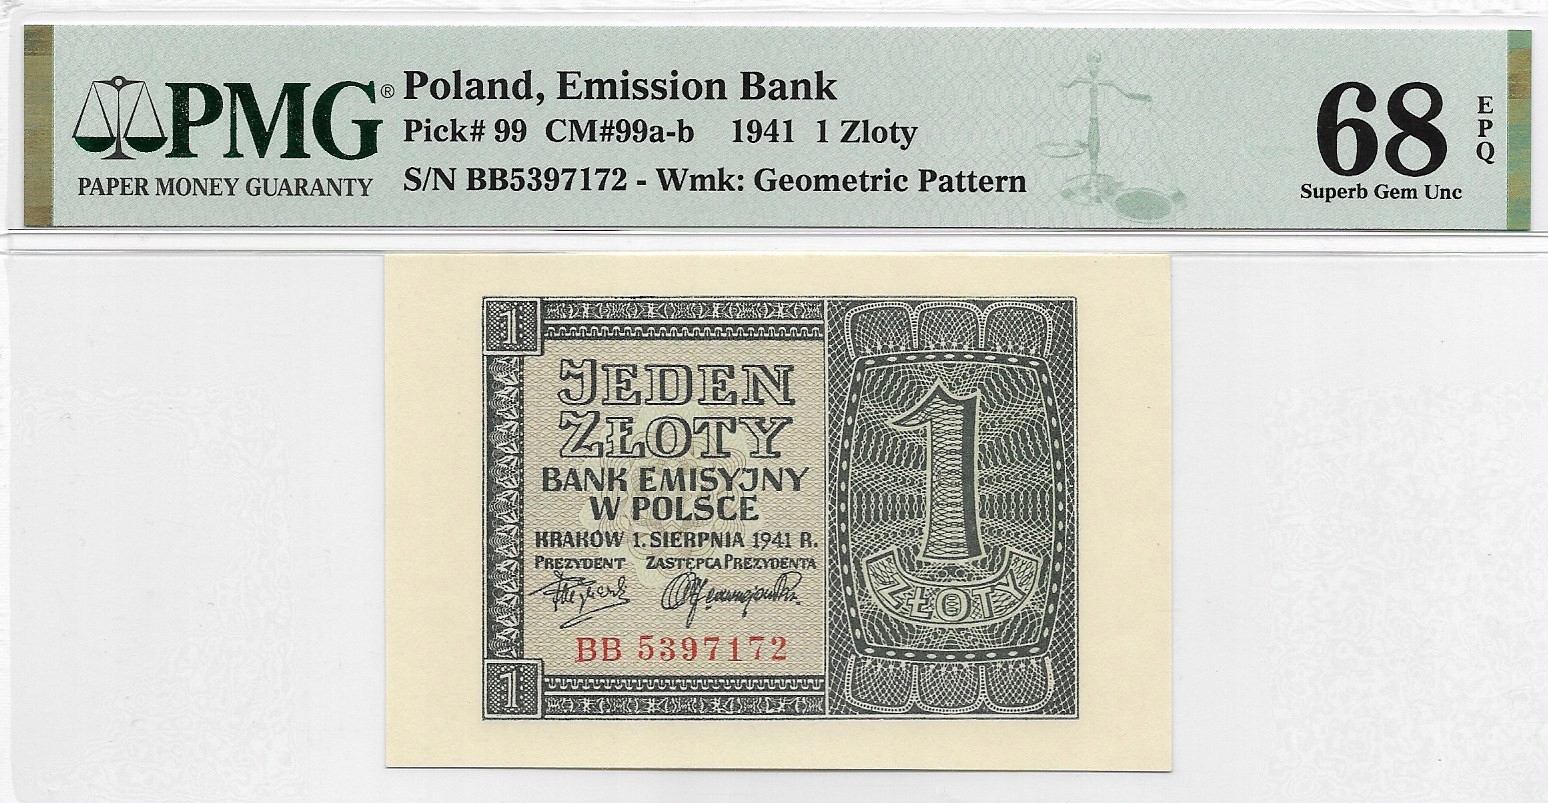 PMG®
PAPER MONEY GUARANTY
Poland, Emission Bank
Pick# 99 CM#99a-b 1941 1 Zloty
S/N BB5397172 - Wmk: Geometric Pattern
68
EPQ
Superb Gem Unc
1
JEDEN
ZŁOTY
BANK EMISYJNY
W POLSCE
KRAKÓW 1. SIERPNIA 1941 R.
PREZYDENT ZASTĘPCA PREZYDENTA
BB 5397172
1
1
ZŁOTY